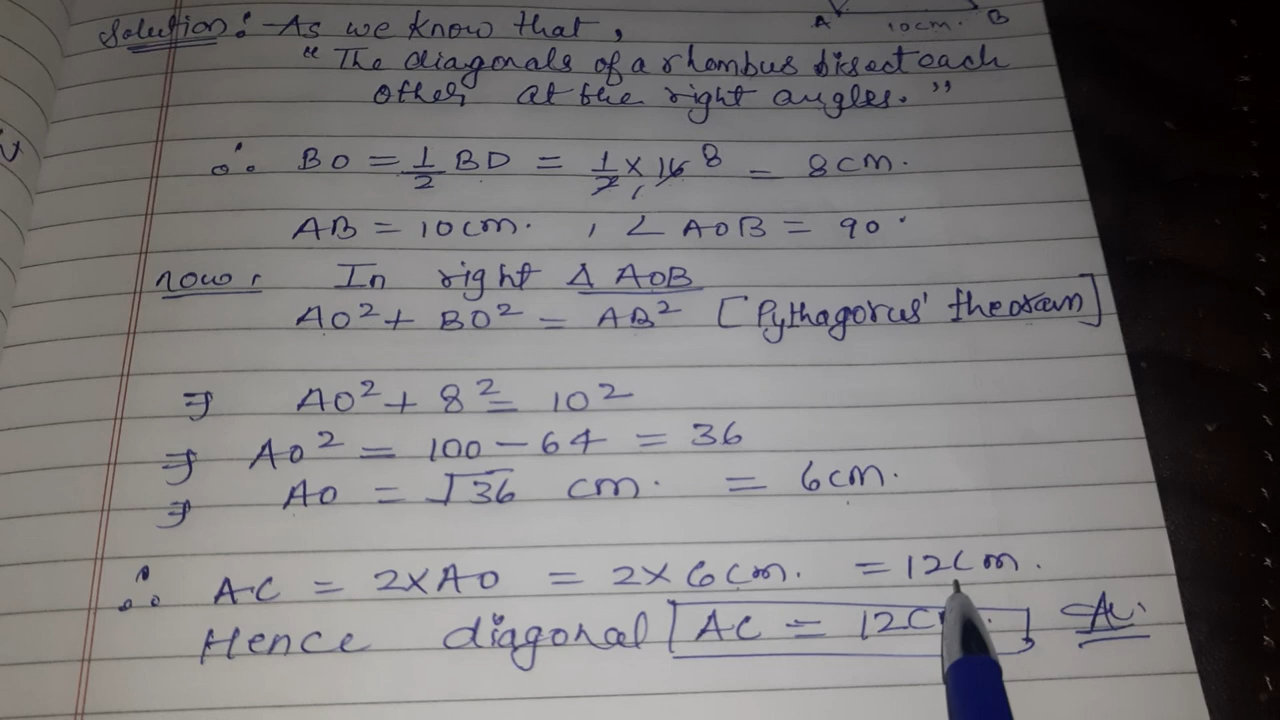 A 10cm. B
Solution: As we know that,
"The diagonals of a rhombus bisect each
other at the right angles."
∴ BO = 1/2 BD = 1/2 × 16 8 = 8cm.
AB = 10cm. , ∠AOB = 90°
now: In right Δ AOB
AO² + BO² = AB² [Pythagorus' theoram]
⇒ AO² + 8² = 10²
⇒ AO² = 100 - 64 = 36
⇒ AO = √36 cm. = 6cm.
∴ AC = 2×AO = 2×6cm. = 12cm.
Hence diagonal AC = 12c